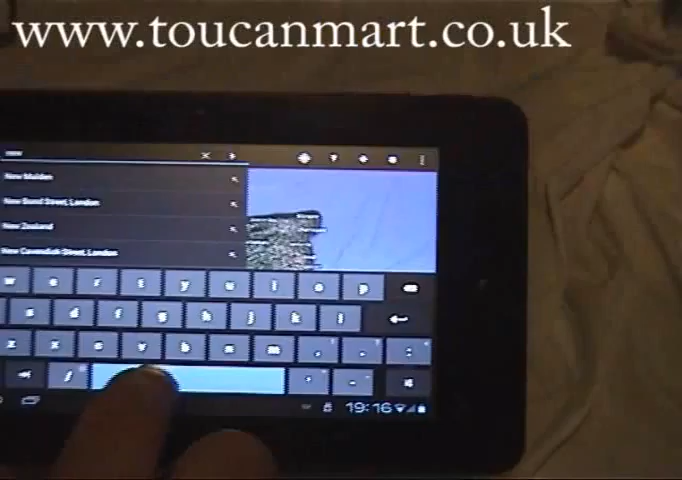 www.toucanmart.co.uk
New Malden
New Bond Street, London
New Zealand
New Cavendish Street, London
w e r t y u i o p
s d f g h j k l
z x c v b n m
19:16